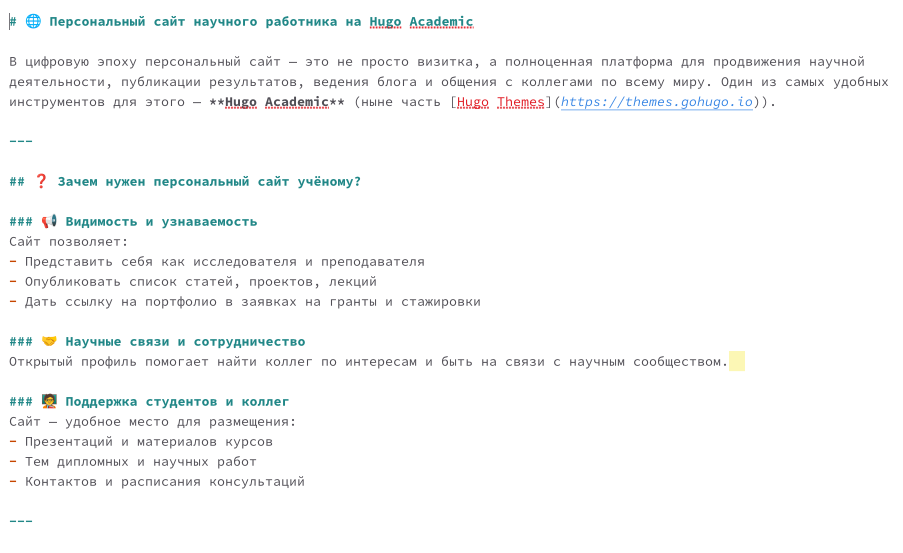 # 🌐 Персональный сайт научного работника на Hugo Academic
В цифровую эпоху персональный сайт — это не просто визитка, а полноценная платформа для продвижения научной
деятельности, публикации результатов, ведения блога и общения с коллегами по всему миру. Один из самых удобных
инструментов для этого — **Hugo Academic** (ныне часть [Hugo Themes](https://themes.gohugo.io)).
---
## ❓ Зачем нужен персональный сайт учёному?
### 📢 Видимость и узнаваемость
Сайт позволяет:
- Представить себя как исследователя и преподавателя
- Опубликовать список статей, проектов, лекций
- Дать ссылку на портфолио в заявках на гранты и стажировки
### 🤝 Научные связи и сотрудничество
Открытый профиль помогает найти коллег по интересам и быть на связи с научным сообществом.
### 🧑‍🏫 Поддержка студентов и коллег
Сайт — удобное место для размещения:
- Презентаций и материалов курсов
- Тем дипломных и научных работ
- Контактов и расписания консультаций
---